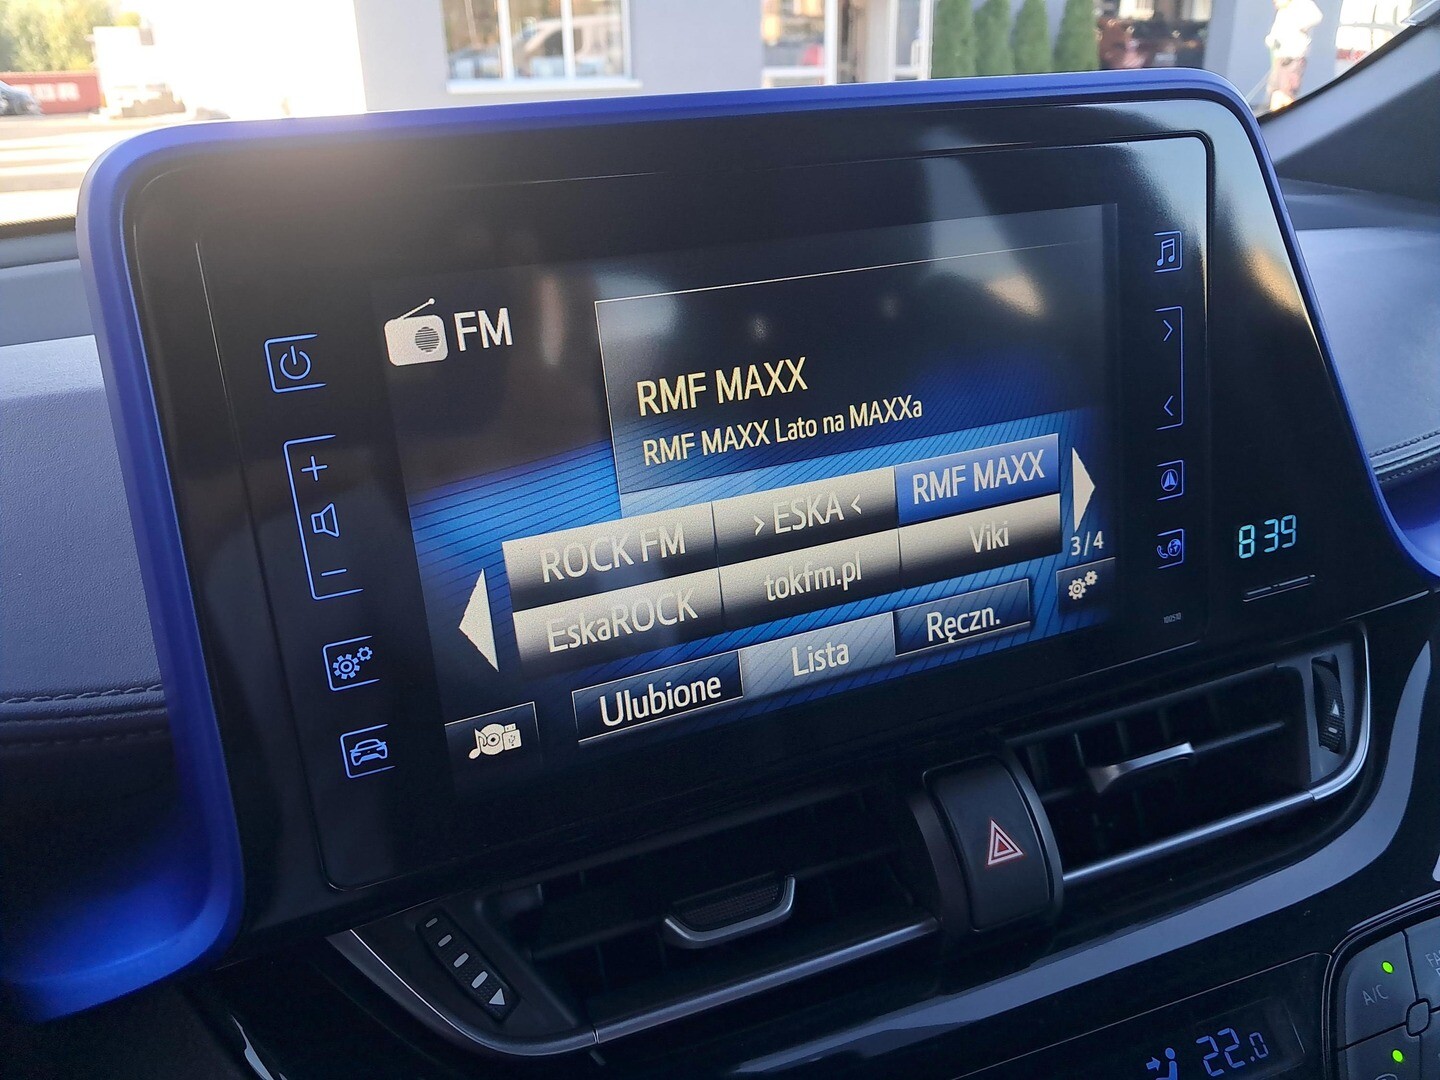 FM
RMF MAXX
RMF MAXX Lato na MAXXa
ROCK FM
> ESKA <
RMF MAXX
EskaROCK
tokfm.pl
Viki
3/4
Ulubione
Lista
Ręczn.
+
-
8 39
100510
A/C
22.0